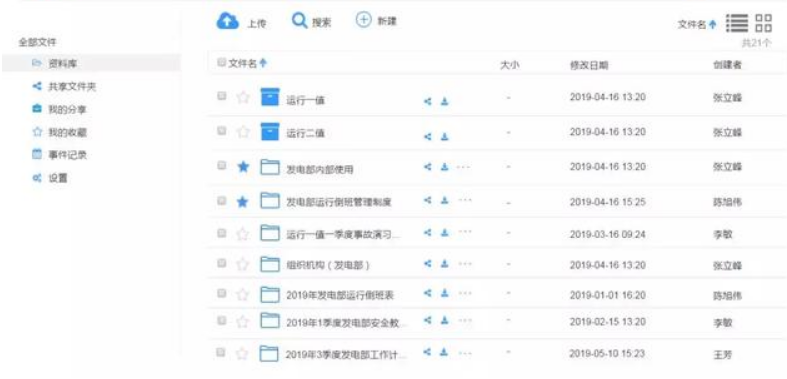 上传 搜索 新建 文件名
共21个
全部文件
资料库
共享文件夹
我的分享
我的收藏
事件记录
设置
文件名 大小 修改日期 创建者
运行一值 - 2019-04-16 13:20 张立峰
运行二值 - 2019-04-16 13:20 张立峰
发电部内部使用 ... - 2019-04-16 13:20 张立峰
发电部运行倒班管理制度 ... - 2019-04-16 15:25 陈旭伟
运行一值一季度事故演习... ... - 2019-03-16 09:24 李敏
组织机构（发电部） ... - 2019-04-16 13:20 张立峰
2019年发电部运行倒班表 ... - 2019-01-01 16:20 陈旭伟
2019年1季度发电部安全教... ... - 2019-02-15 13:20 李敏
2019年3季度发电部工作计... ... - 2019-05-10 15:23 王芳